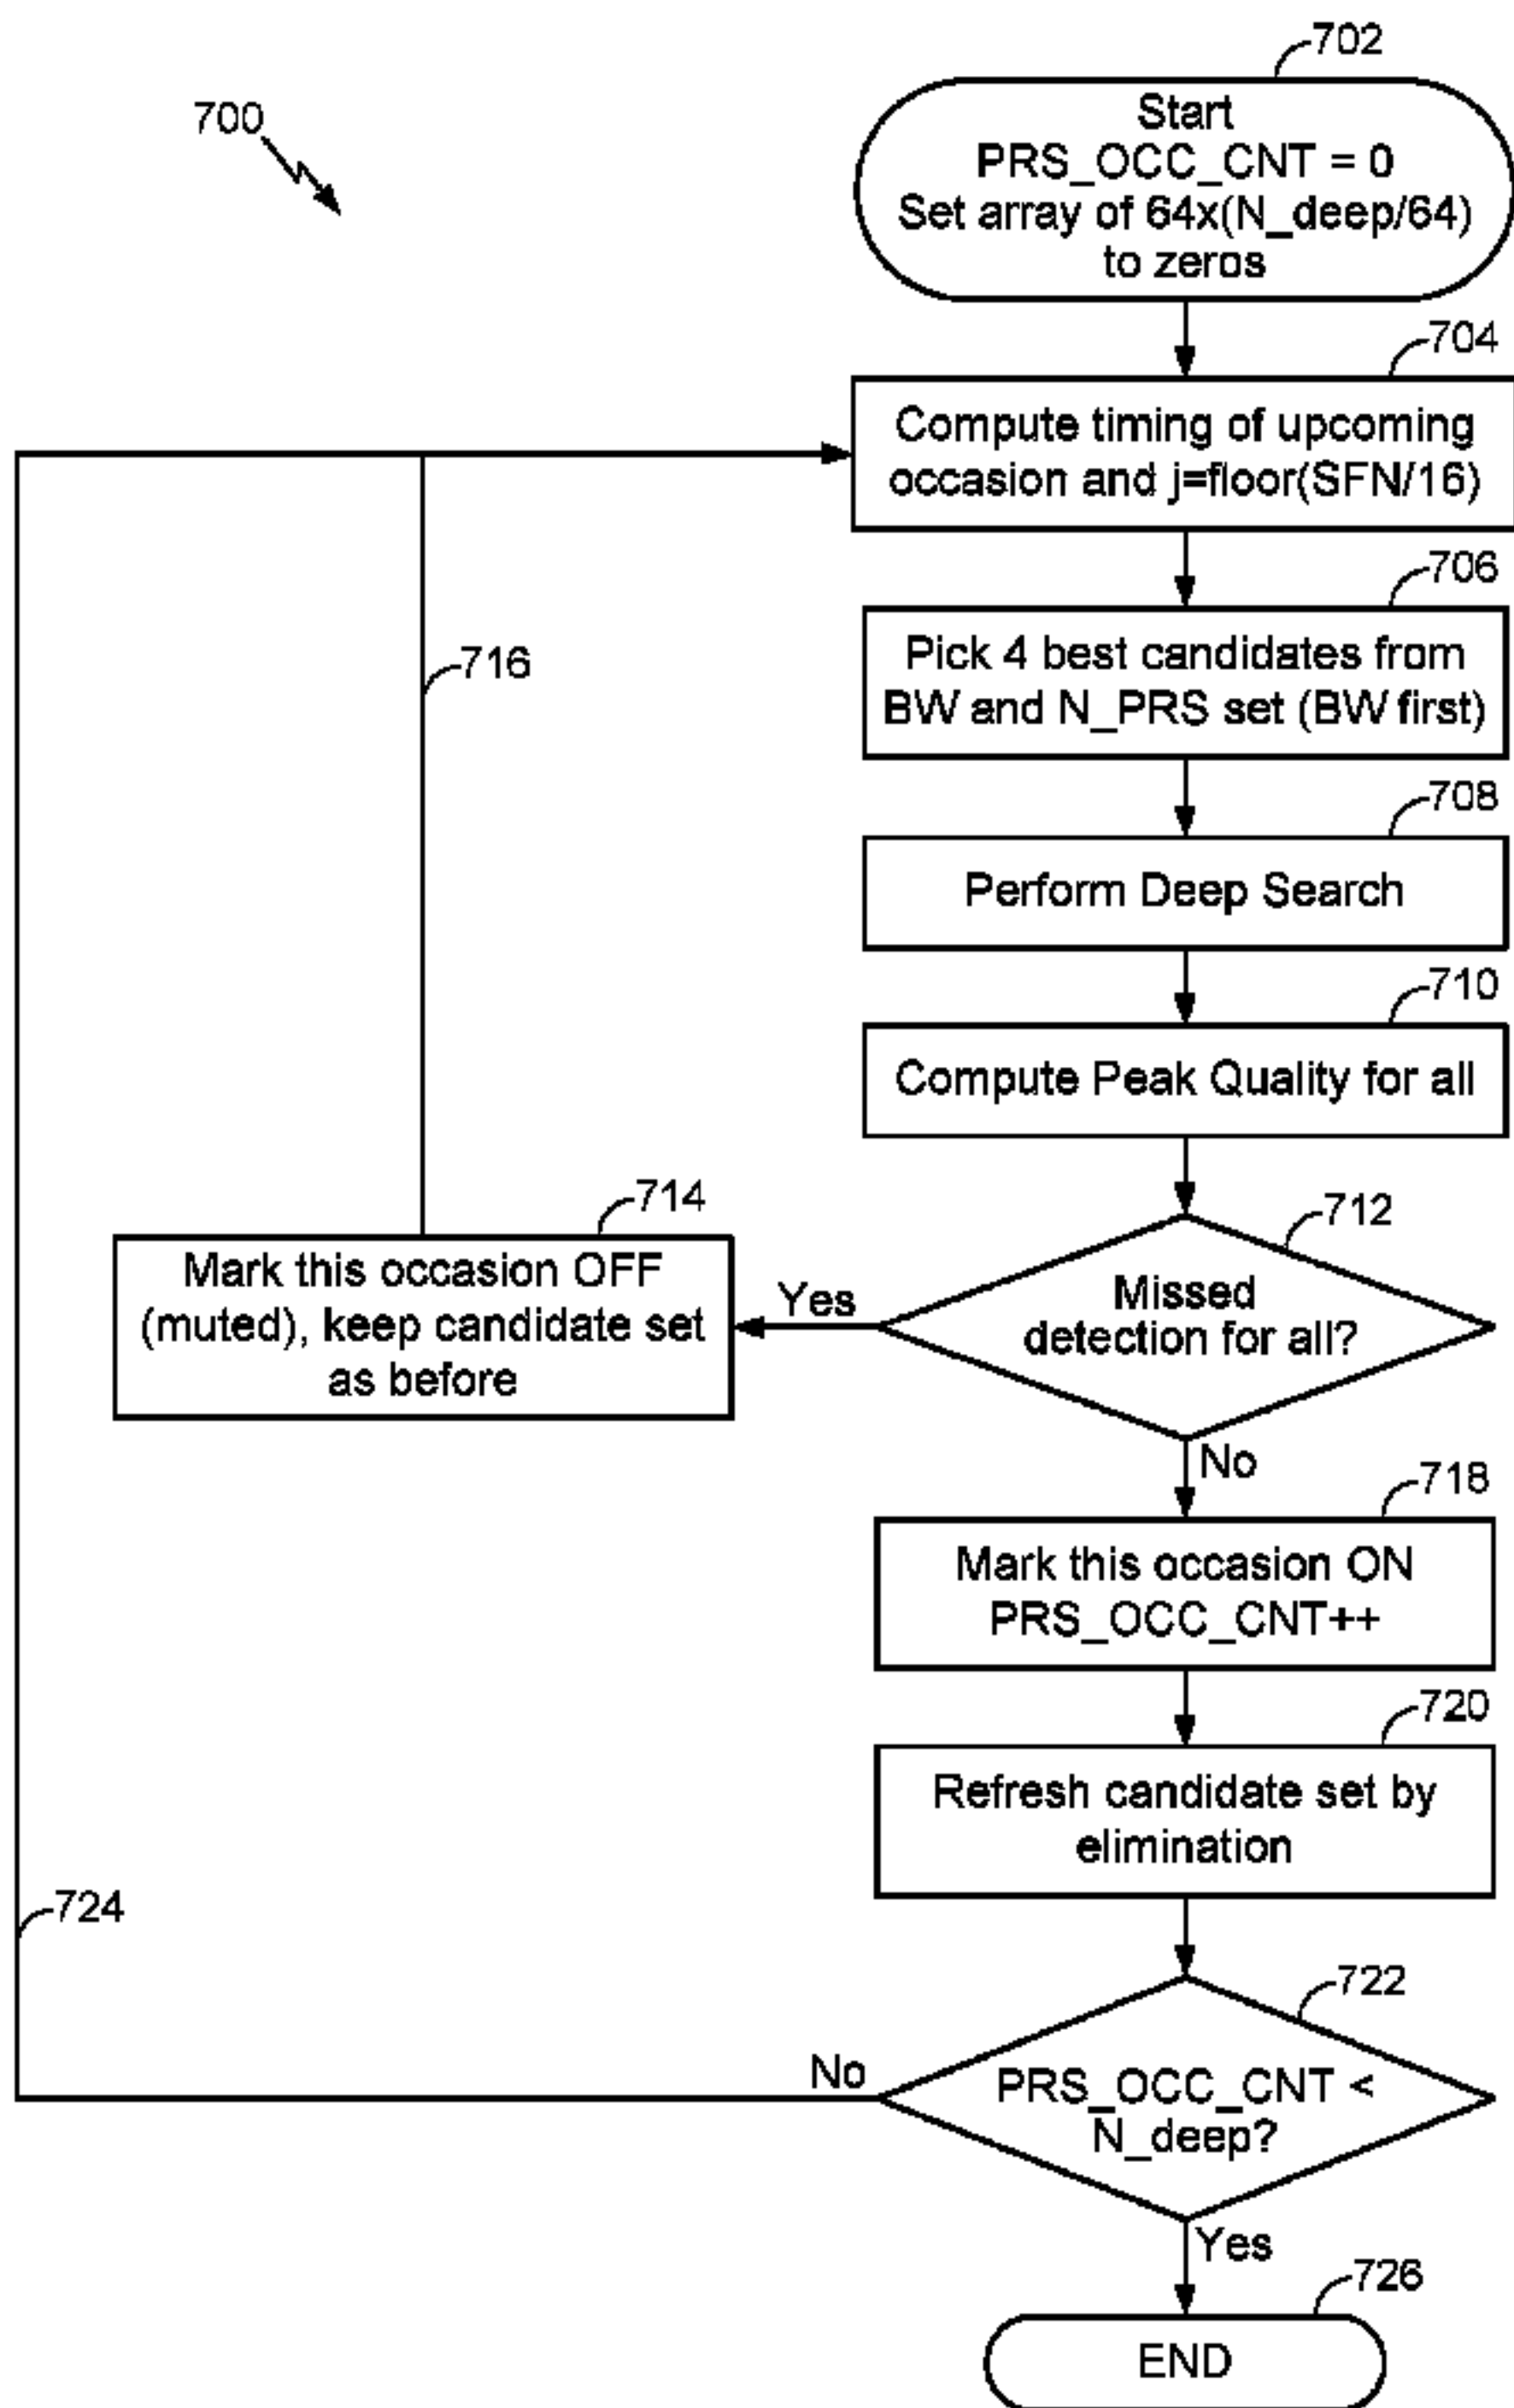 702
700
Start
PRS_OCC_CNT = 0
Set array of 64x(N_deep/64)
to zeros
704
Compute timing of upcoming
occasion and j=floor(SFN/16)
706
Pick 4 best candidates from
BW and N_PRS set (BW first)
716
708
Perform Deep Search
710
Compute Peak Quality for all
714
712
Mark this occasion OFF
(muted), keep candidate set
as before
Yes
Missed
detection for all?
No
718
Mark this occasion ON
PRS_OCC_CNT++
720
Refresh candidate set by
elimination
724
722
No
PRS_OCC_CNT <
N_deep?
Yes
726
END